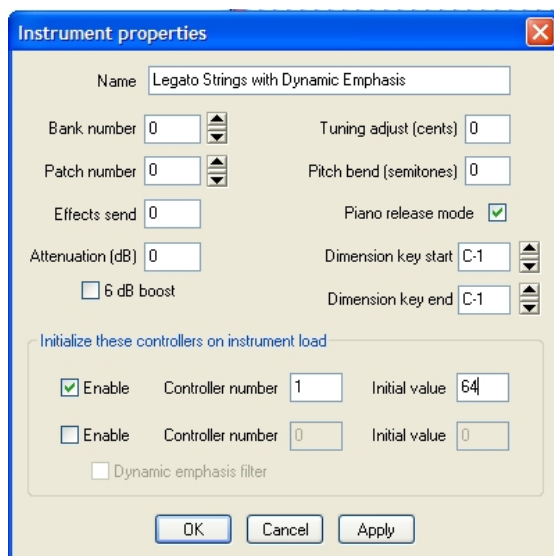 Instrument properties
Name Legato Strings with Dynamic Emphasis
Bank number 0 Tuning adjust (cents) 0
Patch number 0 Pitch bend (semitones) 0
Effects send 0 Piano release mode
Attenuation (dB) 0 Dimension key start C-1
6 dB boost Dimension key end C-1
Initialize these controllers on instrument load
Enable Controller number 1 Initial value 64
Enable Controller number 0 Initial value 0
Dynamic emphasis filter
OK Cancel Apply